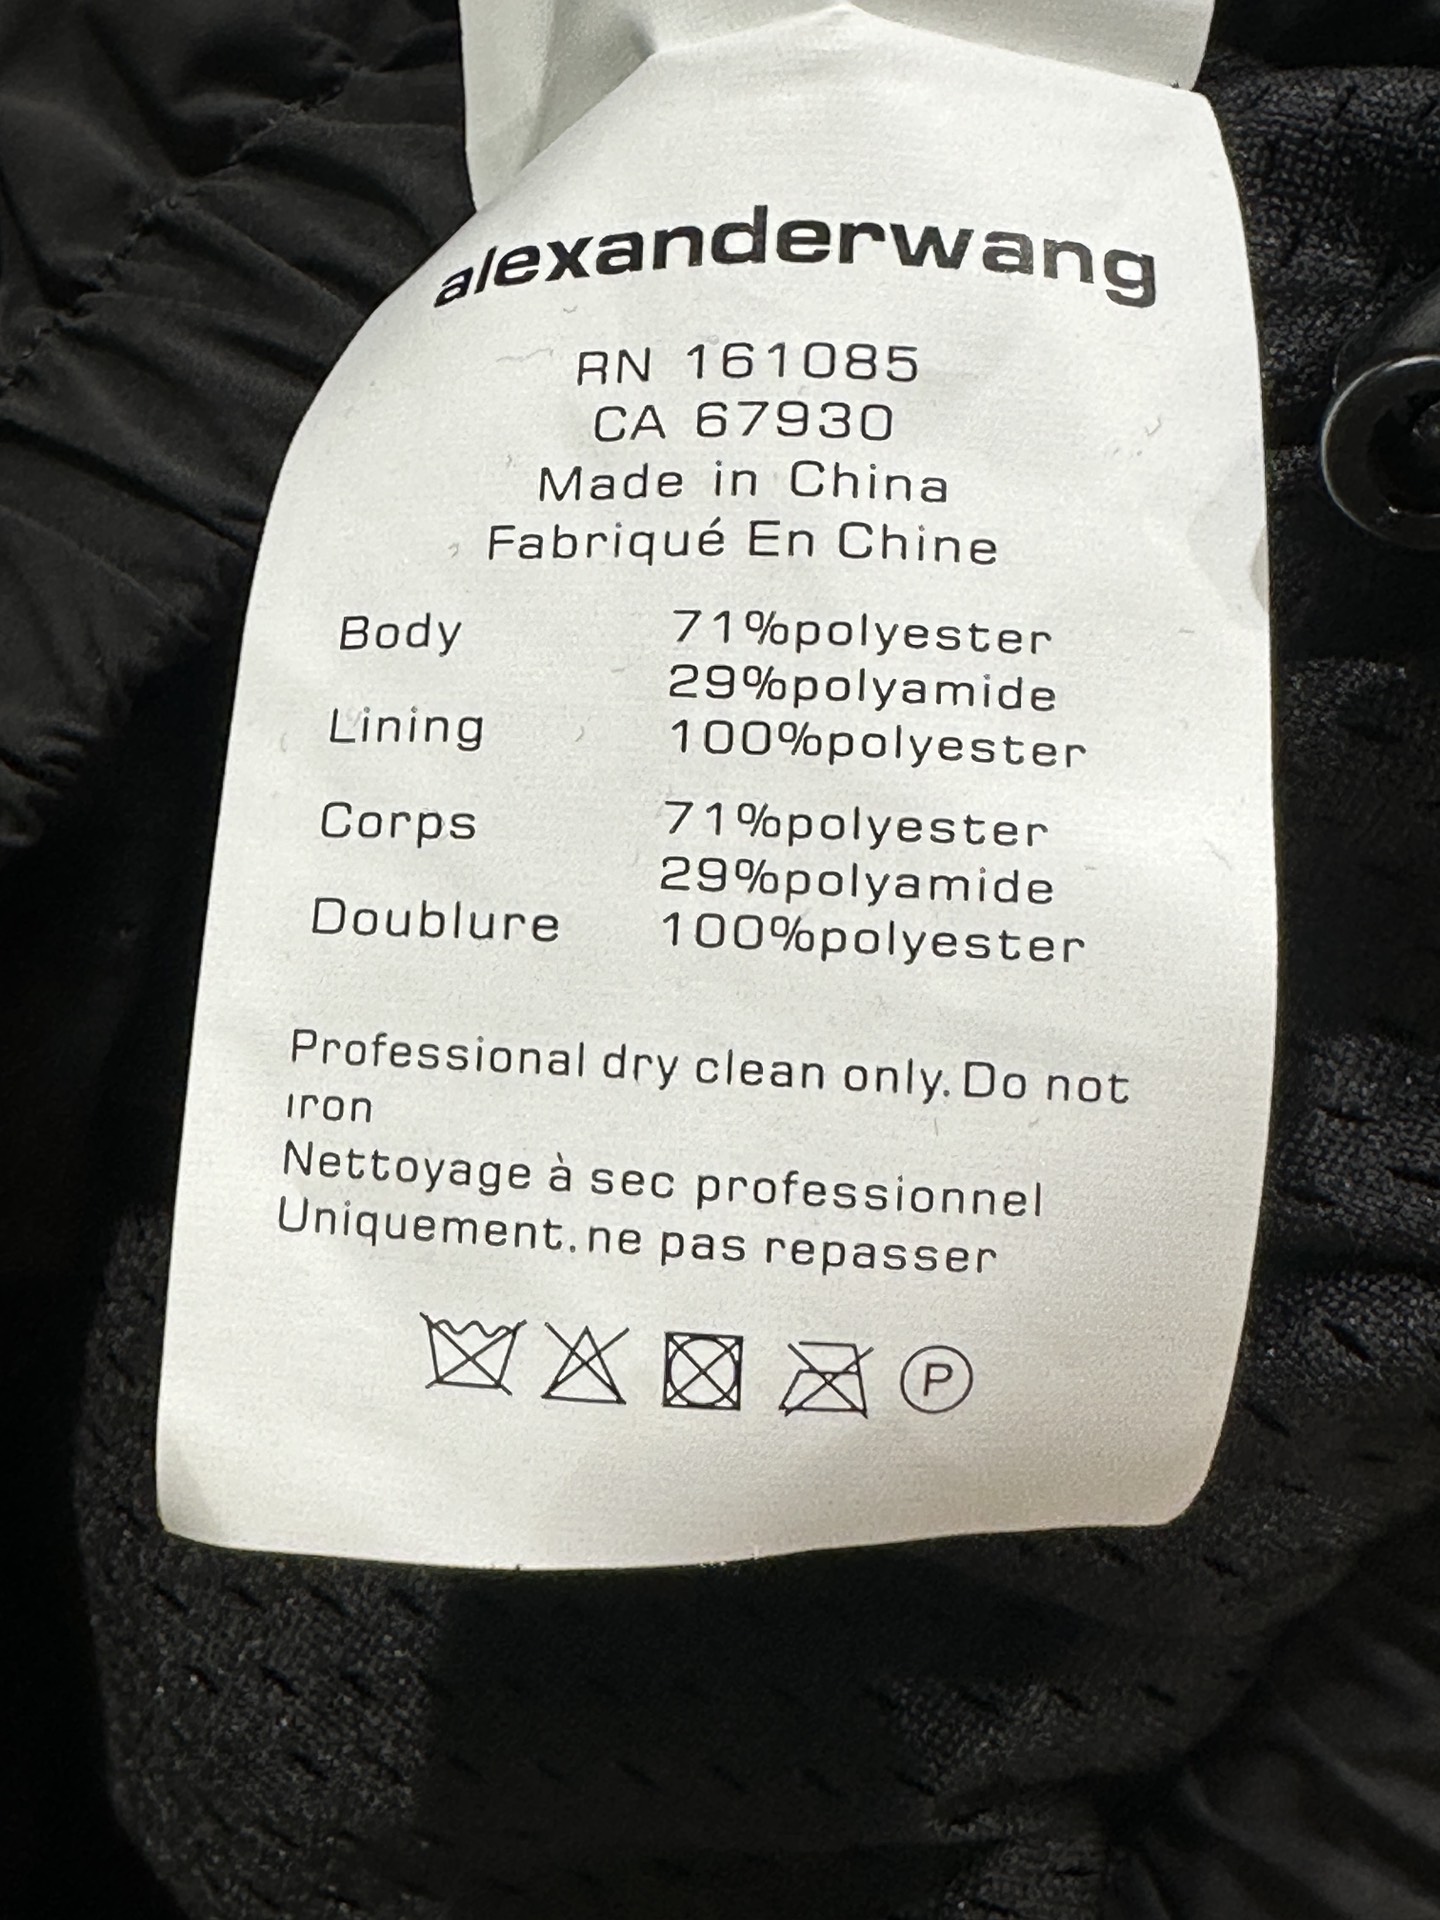 alexanderwang
RN 161085
CA 67930
Made in China
Fabriqué En Chine
Body 71%polyester
29%polyamide
Lining 100%polyester
Corps 71%polyester
29%polyamide
Doublure 100%polyester
Professional dry clean only. Do not
iron
Nettoyage à sec professionnel
Uniquement. ne pas repasser
P